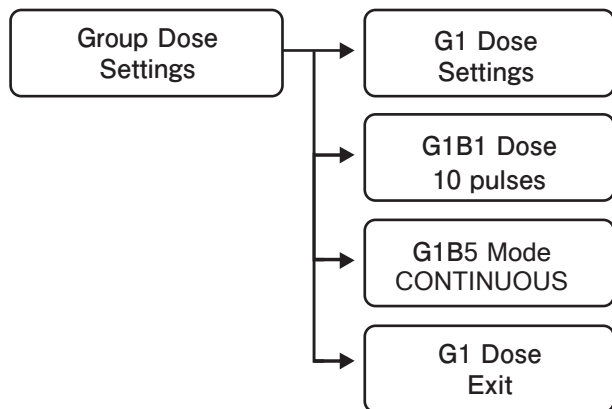 Group Dose
Settings
G1 Dose
Settings
G1B1 Dose
10 pulses
G1B5 Mode
CONTINUOUS
G1 Dose
Exit